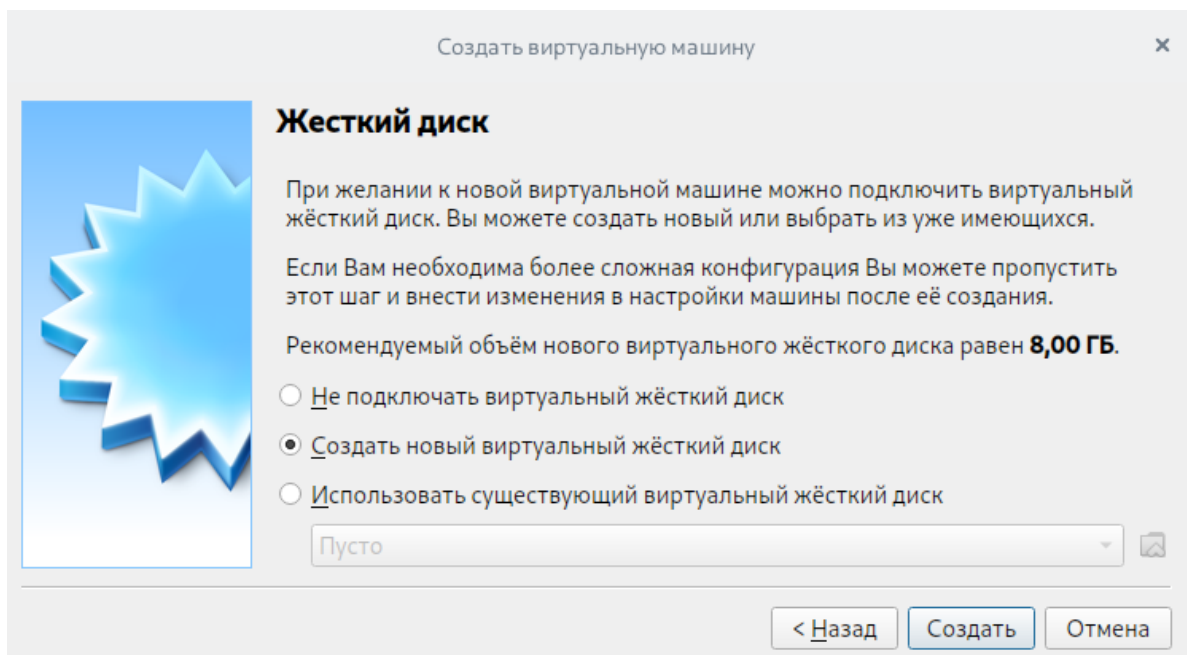 Создать виртуальную машину
Жесткий диск
При желании к новой виртуальной машине можно подключить виртуальный
жёсткий диск. Вы можете создать новый или выбрать из уже имеющихся.
Если Вам необходима более сложная конфигурация Вы можете пропустить
этот шаг и внести изменения в настройки машины после её создания.
Рекомендуемый объём нового виртуального жёсткого диска равен 8,00 ГБ.
Не подключать виртуальный жёсткий диск
Создать новый виртуальный жёсткий диск
Использовать существующий виртуальный жёсткий диск
Пусто
< Назад Создать Отмена